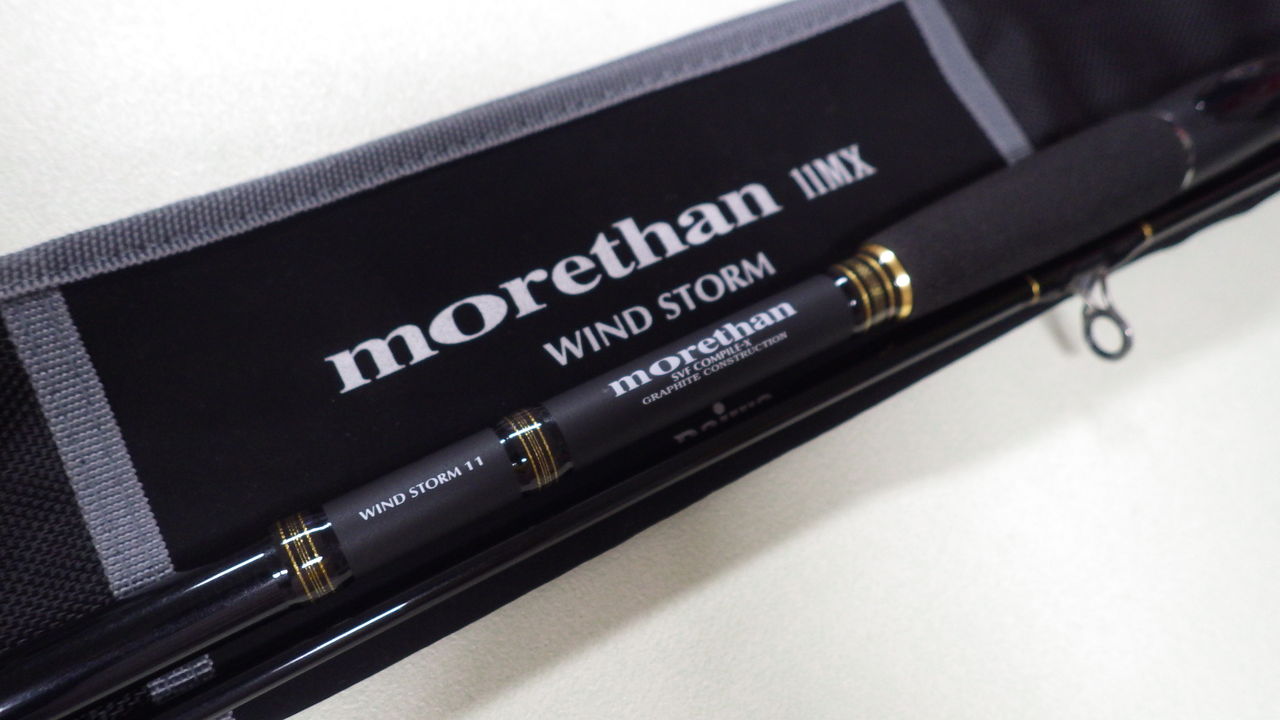 morethan 11MX
WIND STORM
morethan
SVF COMPILE-X
GRAPHITE CONSTRUCTION
WIND STORM 11